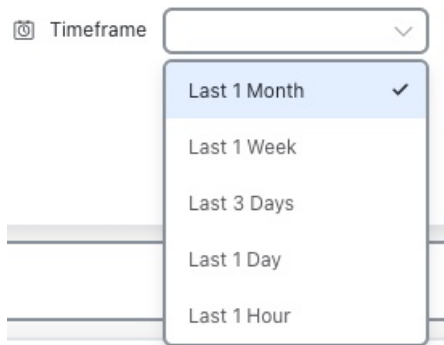 Timeframe
Last 1 Month
Last 1 Week
Last 3 Days
Last 1 Day
Last 1 Hour